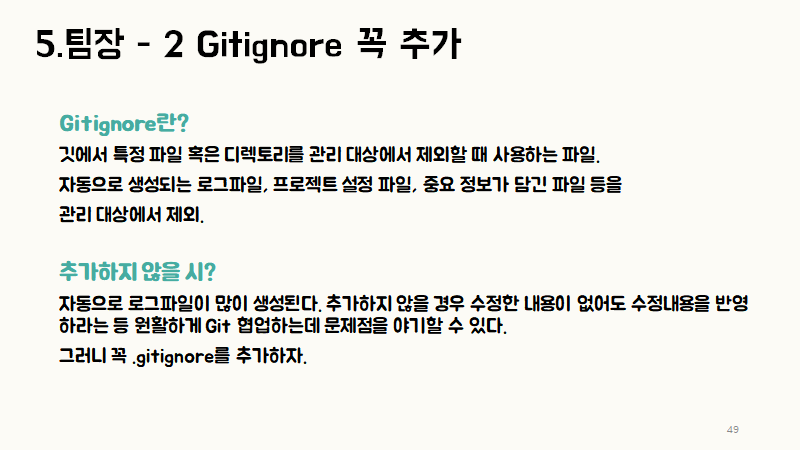 5.팀장 - 2 Gitignore 꼭 추가
Gitignore란?
깃에서 특정 파일 혹은 디렉토리를 관리 대상에서 제외할 때 사용하는 파일.
자동으로 생성되는 로그파일, 프로젝트 설정 파일, 중요 정보가 담긴 파일 등을
관리 대상에서 제외.
추가하지 않을 시?
자동으로 로그파일이 많이 생성된다. 추가하지 않을 경우 수정한 내용이 없어도 수정내용을 반영
하라는 등 원활하게 Git 협업하는데 문제점을 야기할 수 있다.
그러니 꼭 .gitignore를 추가하자.
49